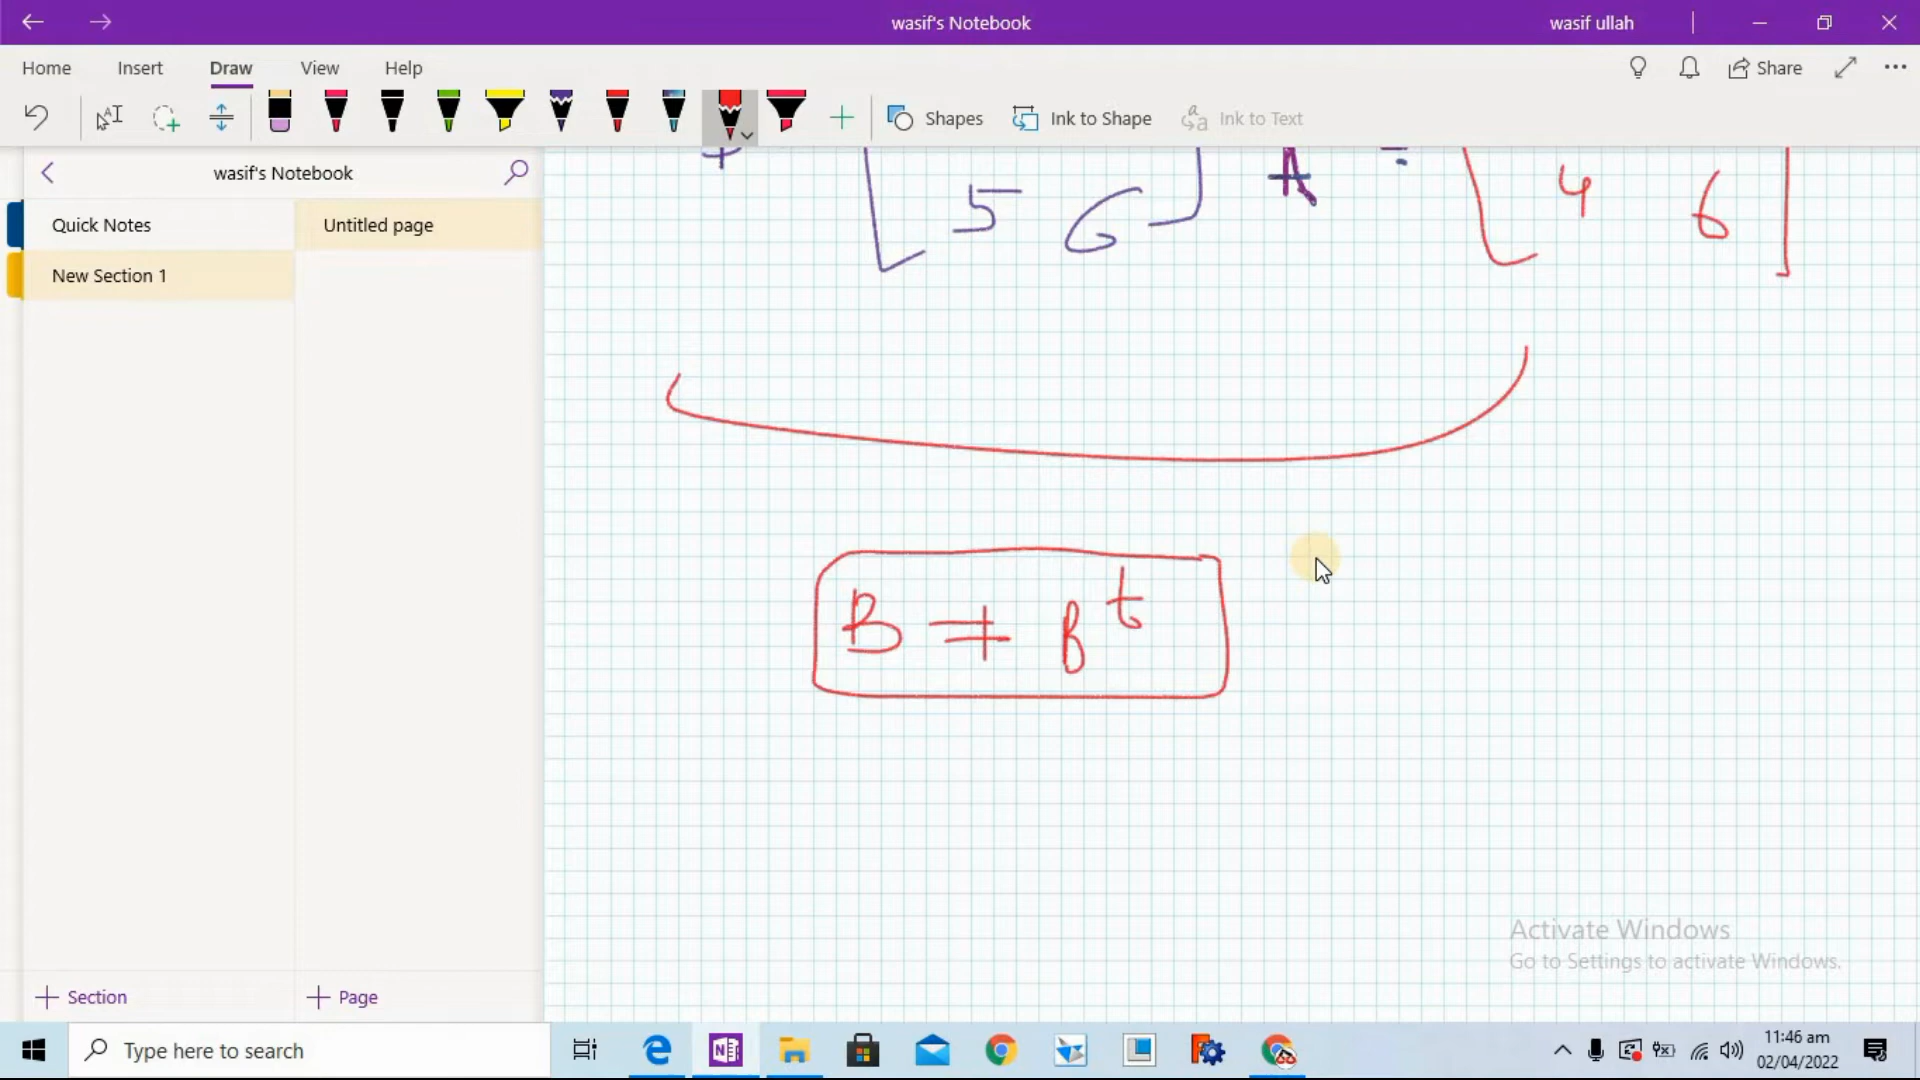 wasif's Notebook
wasif ullah
Home Insert Draw View Help
Share
Shapes
Ink to Shape
Ink to Text
wasif's Notebook
Quick Notes
Untitled page
New Section 1
5 6
A =
4 6
B ≠ B^t
Activate Windows
Go to Settings to activate Windows.
+ Section
+ Page
Type here to search
11:46 am
02/04/2022